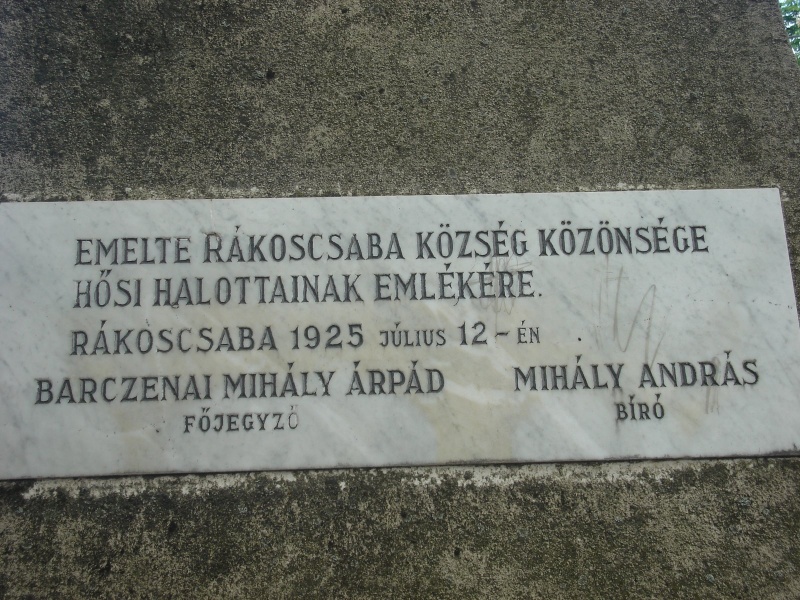 EMELTE RÁKOSCSABA KÖZSÉG KÖZÖNSÉGE
HŐSI HALOTTAINAK EMLÉKÉRE.
RÁKOSCSABA 1925 JÚLIUS 12-ÉN.
BARCZENAI MIHÁLY ÁRPÁD MIHÁLY ANDRÁS
FŐJEGYZŐ BÍRÓ